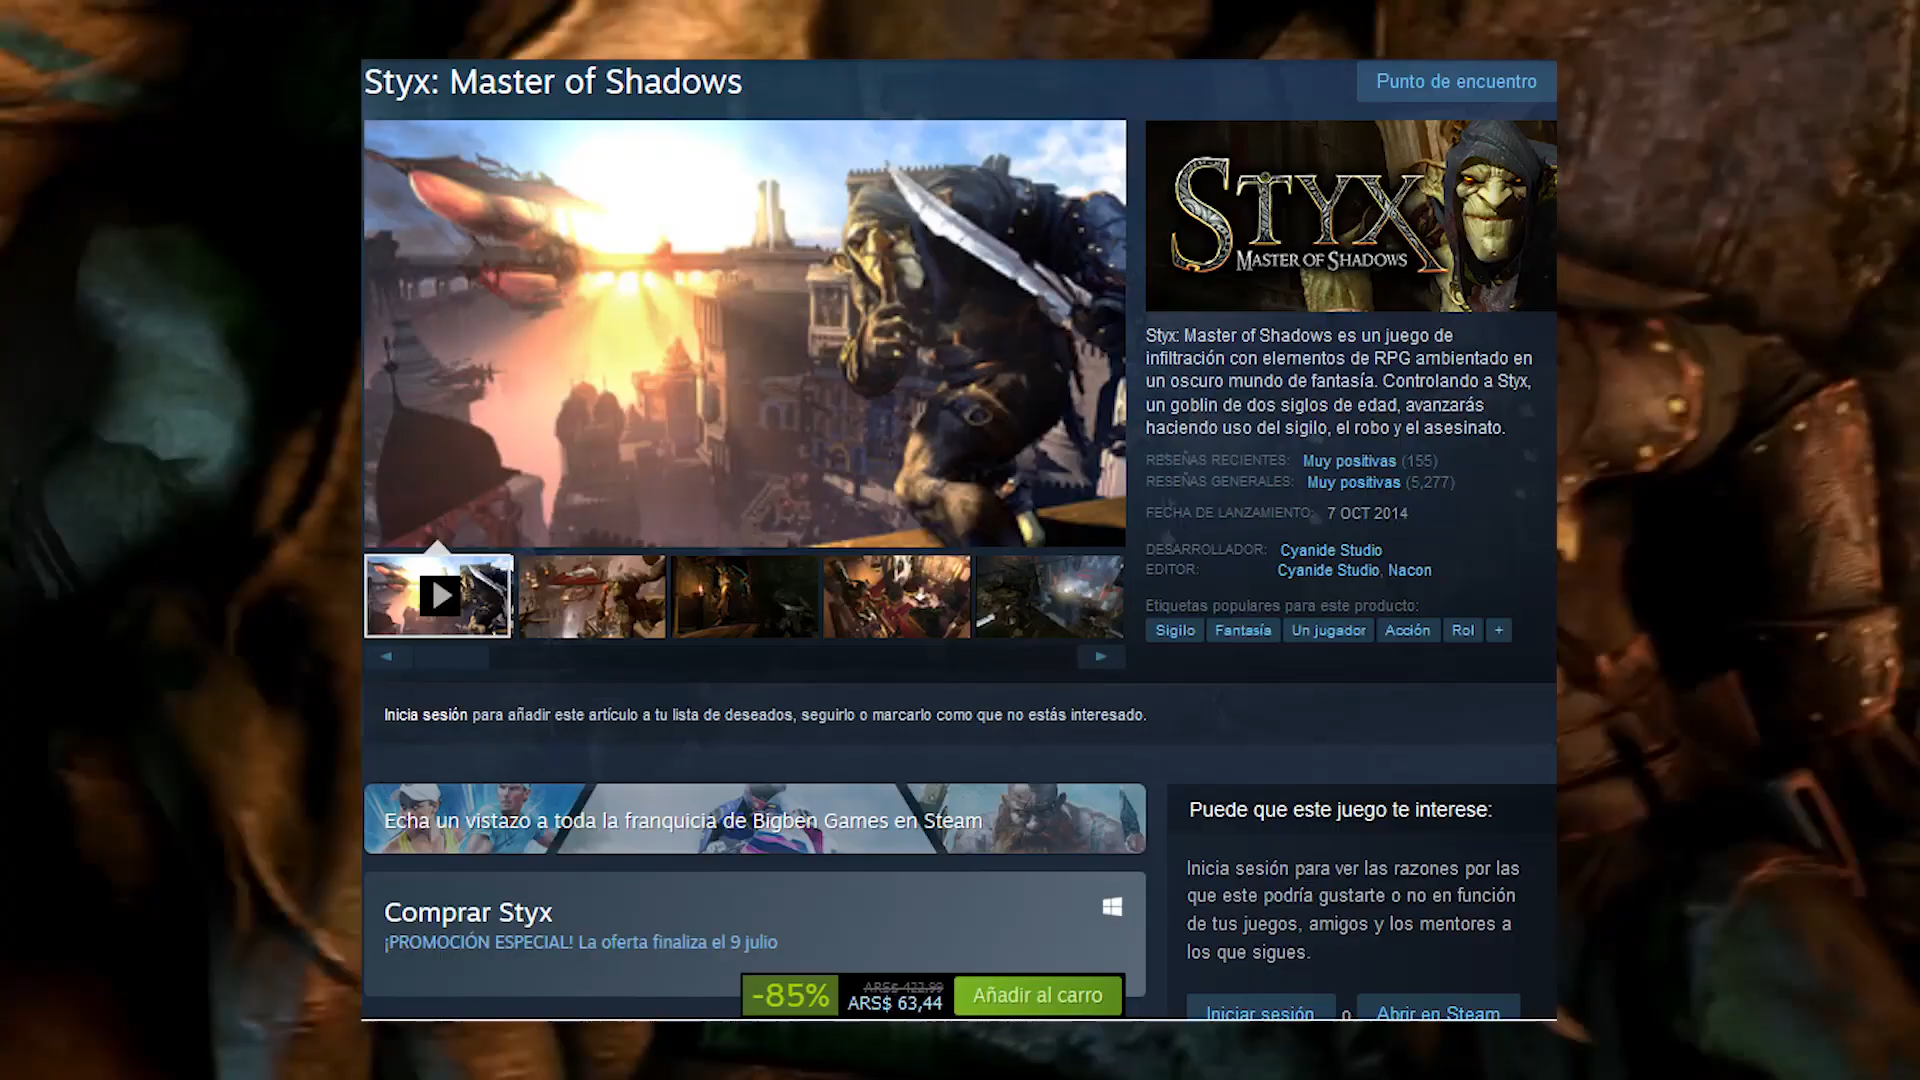 Styx: Master of Shadows
Punto de encuentro
STYX
MASTER OF SHADOWS
Styx: Master of Shadows es un juego de
infiltración con elementos de RPG ambientado en
un oscuro mundo de fantasía. Controlando a Styx,
un goblin de dos siglos de edad, avanzarás
haciendo uso del sigilo, el robo y el asesinato.
RESEÑAS RECIENTES: Muy positivas (155)
RESEÑAS GENERALES: Muy positivas (5,277)
FECHA DE LANZAMIENTO: 7 OCT 2014
DESARROLLADOR: Cyanide Studio
EDITOR: Cyanide Studio, Nacon
Etiquetas populares para este producto:
Sigilo Fantasía Un jugador Acción Rol +
Inicia sesión para añadir este artículo a tu lista de deseados, seguirlo o marcarlo como que no estás interesado.
Echa un vistazo a toda la franquicia de Bigben Games en Steam
Comprar Styx
¡PROMOCIÓN ESPECIAL! La oferta finaliza el 9 julio
-85%
ARS$ 422,99
ARS$ 63,44
Añadir al carro
Puede que este juego te interese:
Inicia sesión para ver las razones por las
que este podría gustarte o no en función
de tus juegos, amigos y los mentores a
los que sigues.
Iniciar sesión o Abrir en Steam